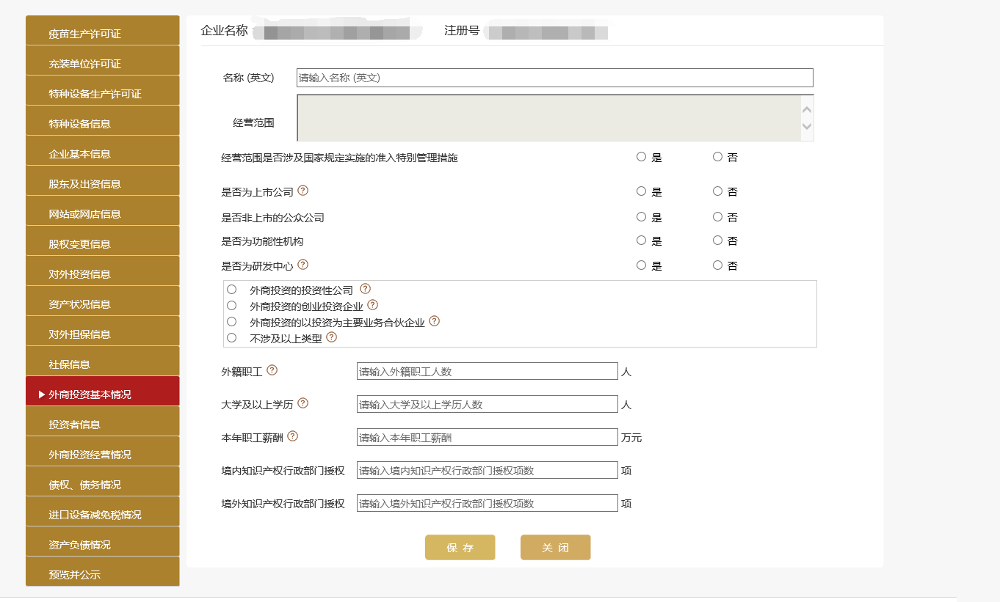 疫苗生产许可证
充装单位许可证
特种设备生产许可证
特种设备信息
企业基本信息
股东及出资信息
网站或网店信息
股权变更信息
对外投资信息
资产状况信息
对外担保信息
社保信息
外商投资基本情况
投资者信息
外商投资经营情况
债权、债务情况
进口设备减免税情况
资产负债情况
预览并公示
企业名称 注册号
名称 (英文) 请输入名称 (英文)
经营范围
经营范围是否涉及国家规定实施的准入特别管理措施 是 否
是否为上市公司 ? 是 否
是否非上市的公众公司 是 否
是否为功能性机构 是 否
是否为研发中心 ? 是 否
外商投资的投资性公司 ?
外商投资的创业投资企业 ?
外商投资的以投资为主要业务合伙企业 ?
不涉及以上类型 ?
外籍职工 ? 请输入外籍职工人数 人
大学及以上学历 ? 请输入大学及以上学历人数 人
本年职工薪酬 ? 请输入本年职工薪酬 万元
境内知识产权行政部门授权 请输入境内知识产权行政部门授权项数 项
境外知识产权行政部门授权 请输入境外知识产权行政部门授权项数 项
保 存 关 闭